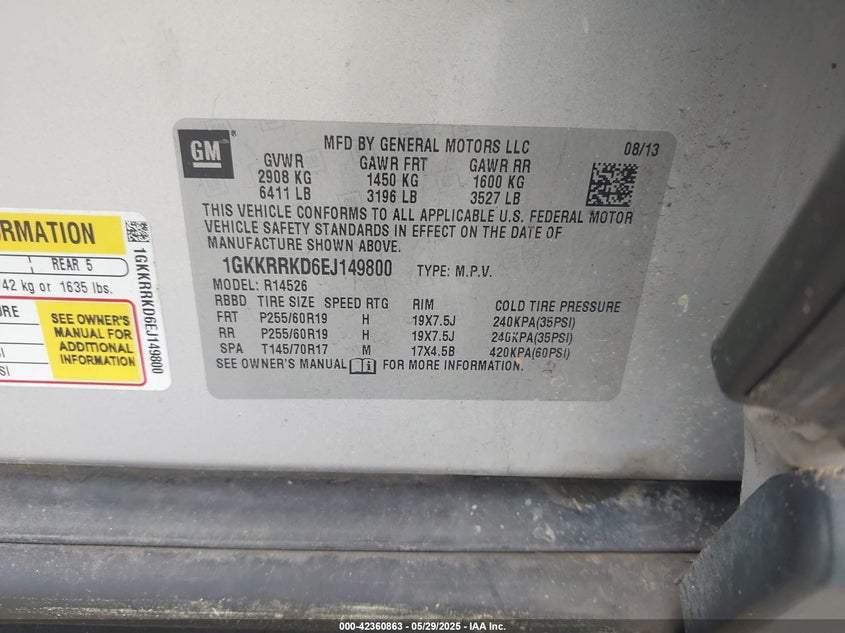 GM
MFD BY GENERAL MOTORS LLC 08/13
GVWR GAWR FRT GAWR RR
2908 KG 1450 KG 1600 KG
6411 LB 3196 LB 3527 LB
THIS VEHICLE CONFORMS TO ALL APPLICABLE U.S. FEDERAL MOTOR
VEHICLE SAFETY STANDARDS IN EFFECT ON THE DATE OF
MANUFACTURE SHOWN ABOVE.
1GKKRRKD6EJ149800 TYPE: M.P.V.
MODEL: R14526
RBBD TIRE SIZE SPEED RTG RIM COLD TIRE PRESSURE
FRT P255/60R19 H 19X7.5J 240KPA(35PSI)
RR P255/60R19 H 19X7.5J 240KPA(35PSI)
SPA T145/70R17 M 17X4.5B 420KPA(60PSI)
SEE OWNER'S MANUAL FOR MORE INFORMATION.
RMATION
REAR 5
742 kg or 1635 lbs.
URE
SEE OWNER'S
MANUAL FOR
ADDITIONAL
INFORMATION
SI
SI
1GKKRRKD6EJ149800
000-42360863 - 05/29/2025 - IAA Inc.